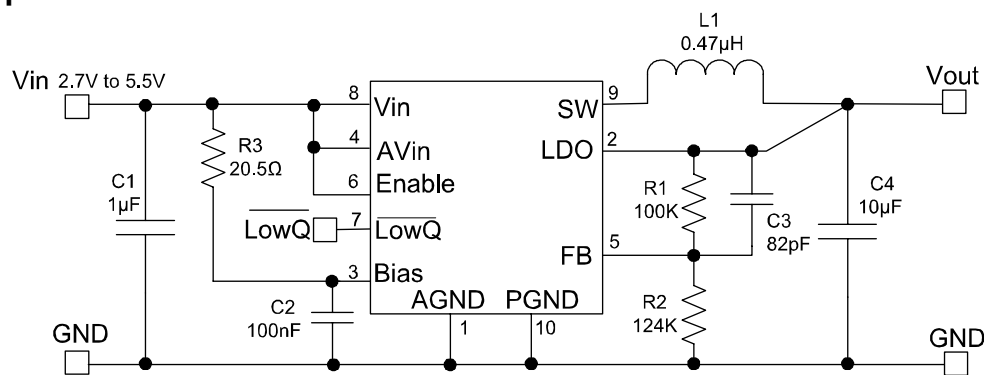 L1
0.47µH
Vin 2.7V to 5.5V
Vout
8 Vin
SW 9
4 AVin
LDO 2
6 Enable
R3
20.5Ω
C1
1µF
LowQ 7 LowQ
R1
100K
C3
82pF
C4
10µF
FB 5
3 Bias
C2
100nF
AGND PGND
1 10
R2
124K
GND
GND